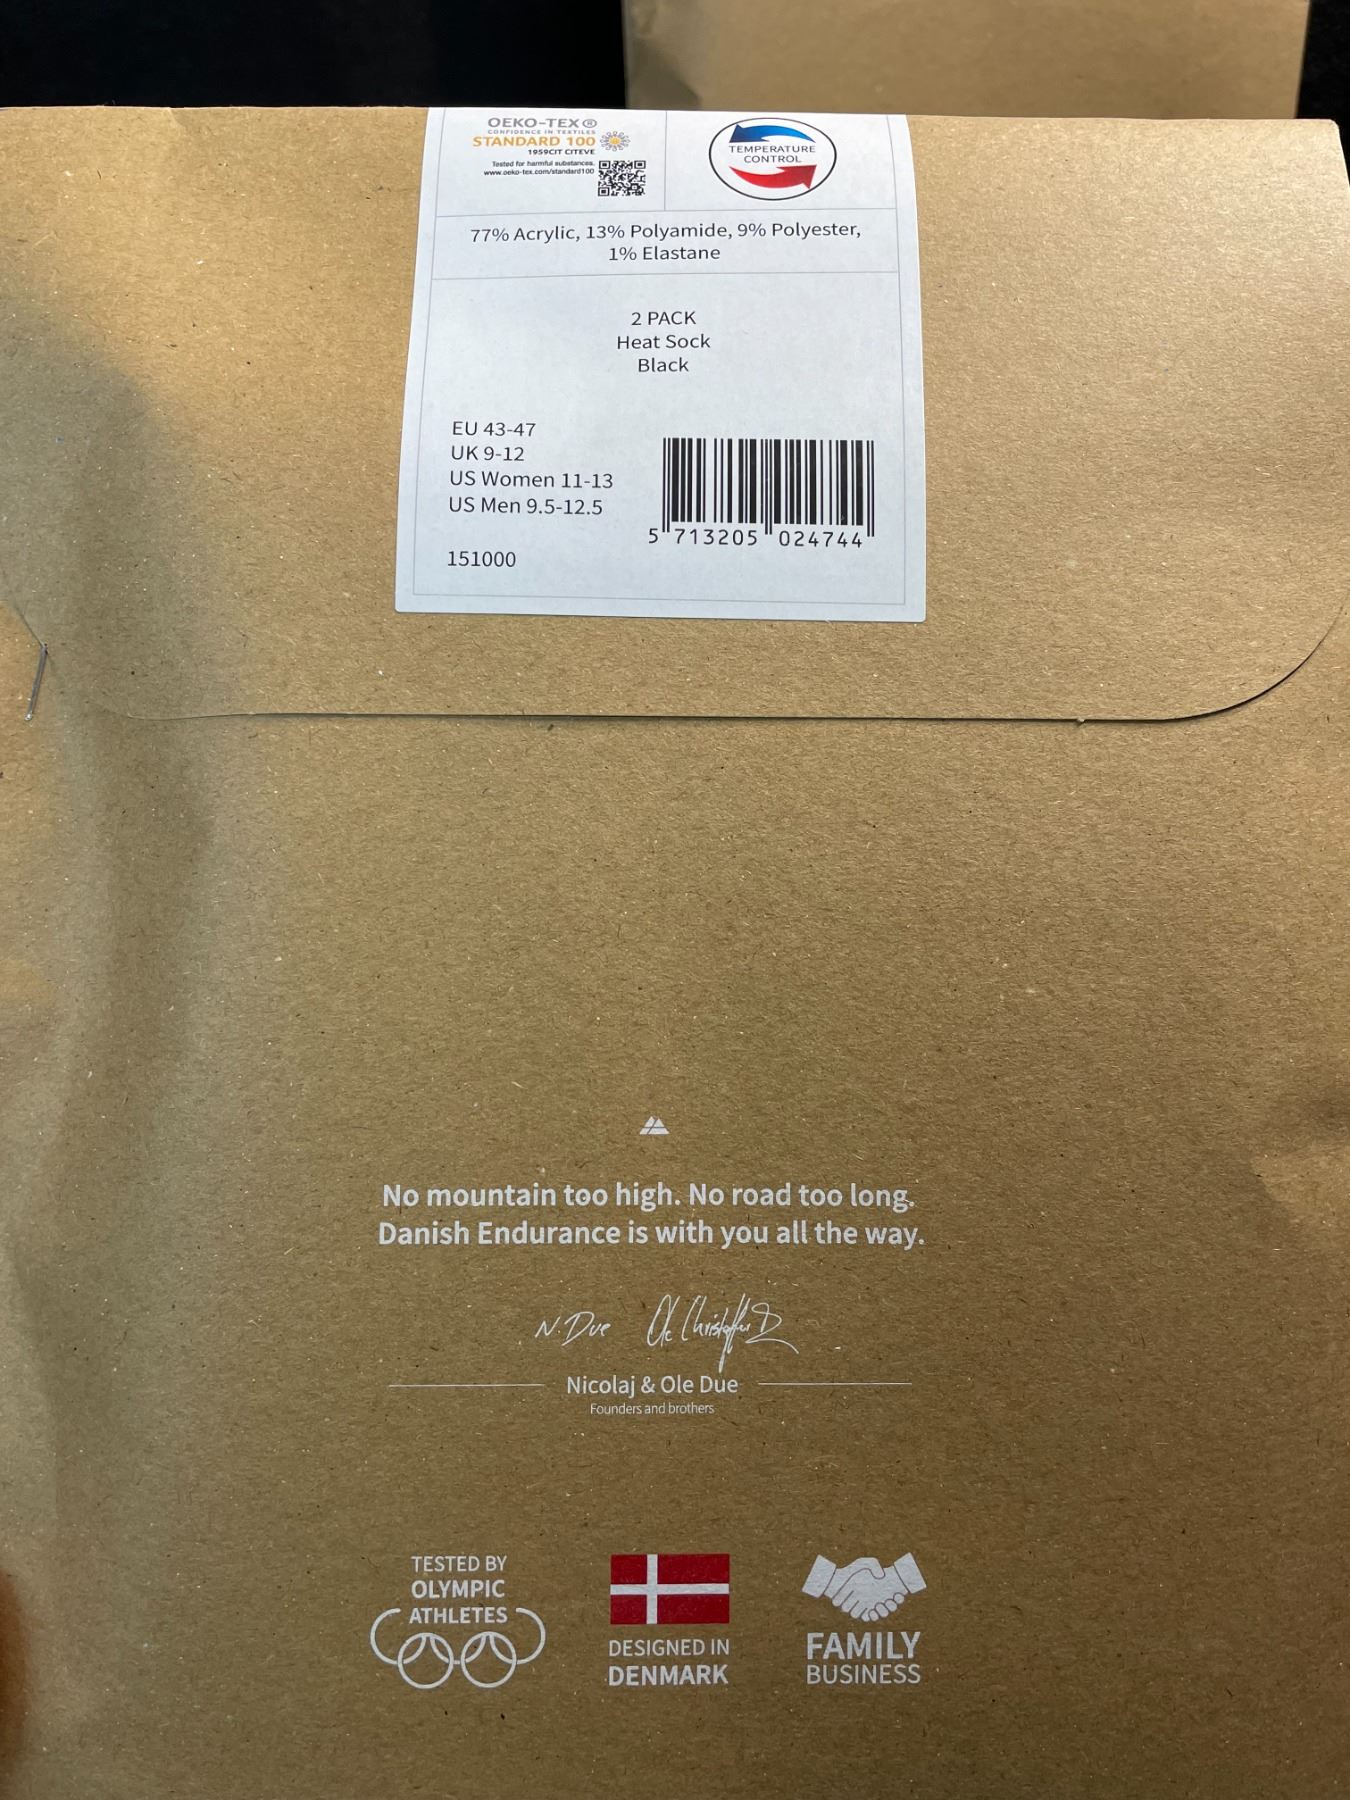 OEKO-TEX®
CONFIDENCE IN TEXTILES
STANDARD 100
1959CIT CITEVE
Tested for harmful substances.
www.oeko-tex.com/standard100
TEMPERATURE
CONTROL
77% Acrylic, 13% Polyamide, 9% Polyester,
1% Elastane
2 PACK
Heat Sock
Black
EU 43-47
UK 9-12
US Women 11-13
US Men 9.5-12.5
151000
5 713205 024744
No mountain too high. No road too long.
Danish Endurance is with you all the way.
N. Due
Nicolaj & Ole Due
Founders and brothers
TESTED BY
OLYMPIC
ATHLETES
DESIGNED IN
DENMARK
FAMILY
BUSINESS